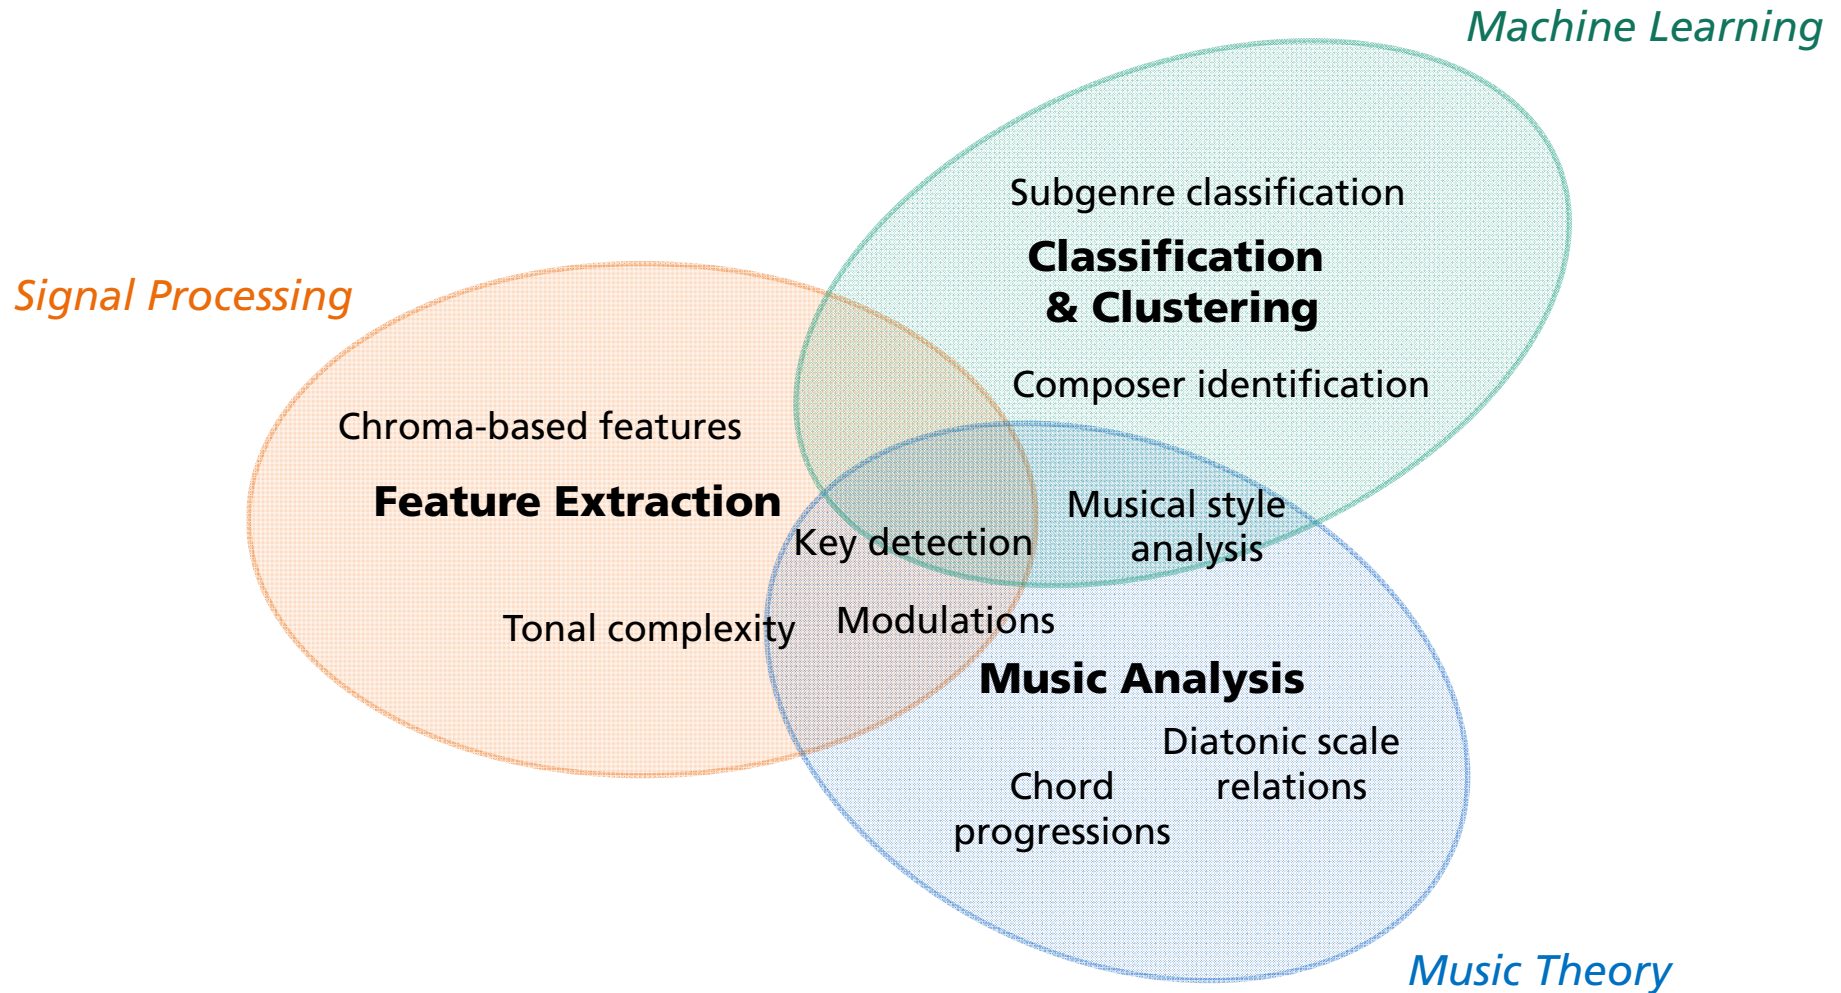 Machine Learning
Subgenre classification
Classification
& Clustering
Composer identification
Signal Processing
Chroma-based features
Feature Extraction
Tonal complexity
Key detection
Modulations
Musical style
analysis
Music Analysis
Diatonic scale
relations
Chord
progressions
Music Theory